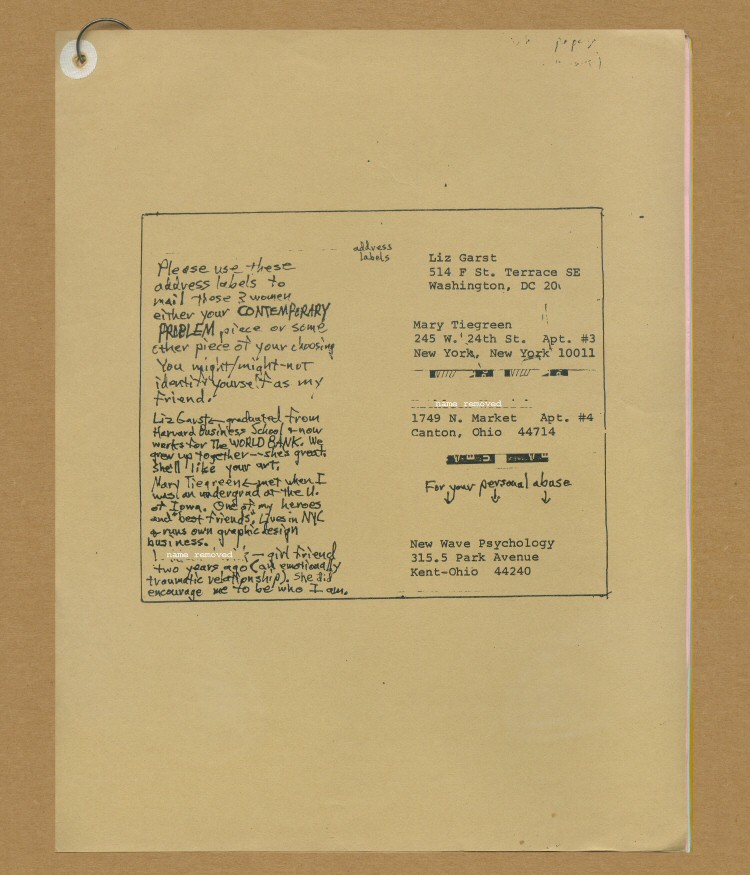 paper
address
labels
Please use these
address labels to
mail those 3 women
either your CONTEMPORARY
PROBLEM piece or some
other piece of your choosing
You might/might-not
identify yourself as my
friend.
Liz Garst←graduated from
Harvard Business School & now
works for The WORLD BANK. We
grew up together--she's great.
She'll like your art.
Mary Tiegreen←met when I
was an undergrad at the U.
of Iowa. One of my heroes
and "best friends". Lives in NYC
& runs own graphic design
business.
name removed — girl friend
two years ago (an emotionally
traumatic relationship). She did
encourage me to be who I am.
Liz Garst
514 F St. Terrace SE
Washington, DC 20
Mary Tiegreen
245 W. 24th St. Apt. #3
New York, New York 10011
name removed
1749 N. Market Apt. #4
Canton, Ohio 44714
For your personal abuse
New Wave Psychology
315.5 Park Avenue
Kent-Ohio 44240